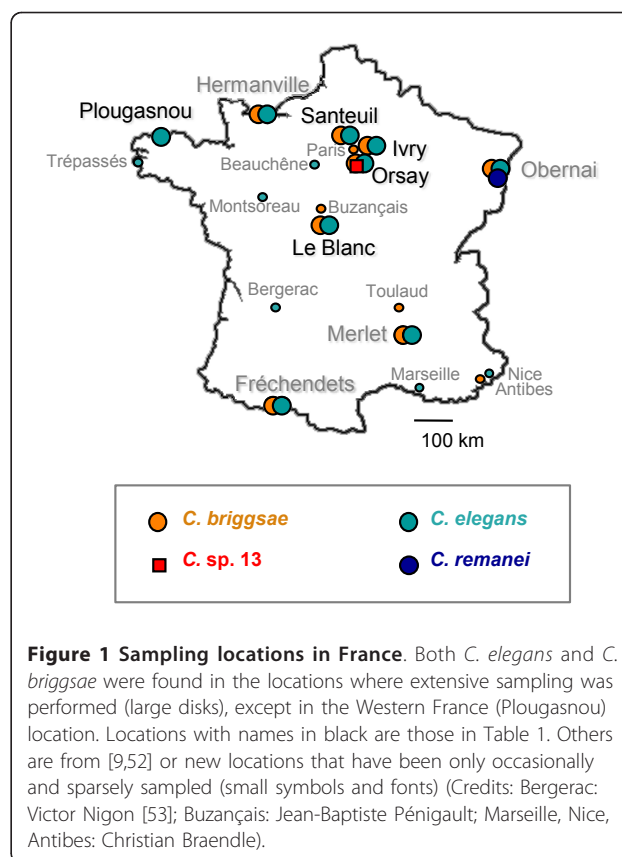 Hermanville
Plougasnou
Santeuil
Trépassés
Paris
Ivry
Beauchêne
Orsay
Obernai
Montsoreau
Buzançais
Le Blanc
Bergerac
Toulaud
Merlet
Marseille
Nice
Fréchendets
Antibes
100 km
C. briggsae
C. elegans
C. sp. 13
C. remanei
Figure 1 Sampling locations in France. Both C. elegans and C.
briggsae were found in the locations where extensive sampling was
performed (large disks), except in the Western France (Plougasnou)
location. Locations with names in black are those in Table 1. Others
are from [9,52] or new locations that have been only occasionally
and sparsely sampled (small symbols and fonts) (Credits: Bergerac:
Victor Nigon [53]; Buzançais: Jean-Baptiste Pénigault; Marseille, Nice,
Antibes: Christian Braendle).